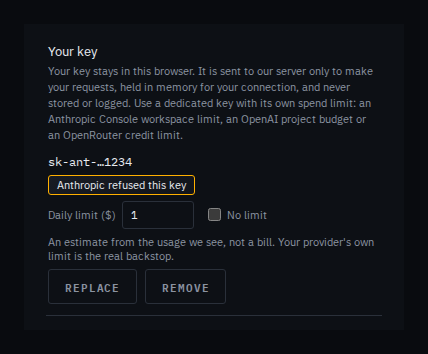 Your key
Your key stays in this browser. It is sent to our server only to make
your requests, held in memory for your connection, and never
stored or logged. Use a dedicated key with its own spend limit: an
Anthropic Console workspace limit, an OpenAI project budget or
an OpenRouter credit limit.
sk-ant-…1234
Anthropic refused this key
Daily limit ($) 1 No limit
An estimate from the usage we see, not a bill. Your provider's own
limit is the real backstop.
REPLACE REMOVE